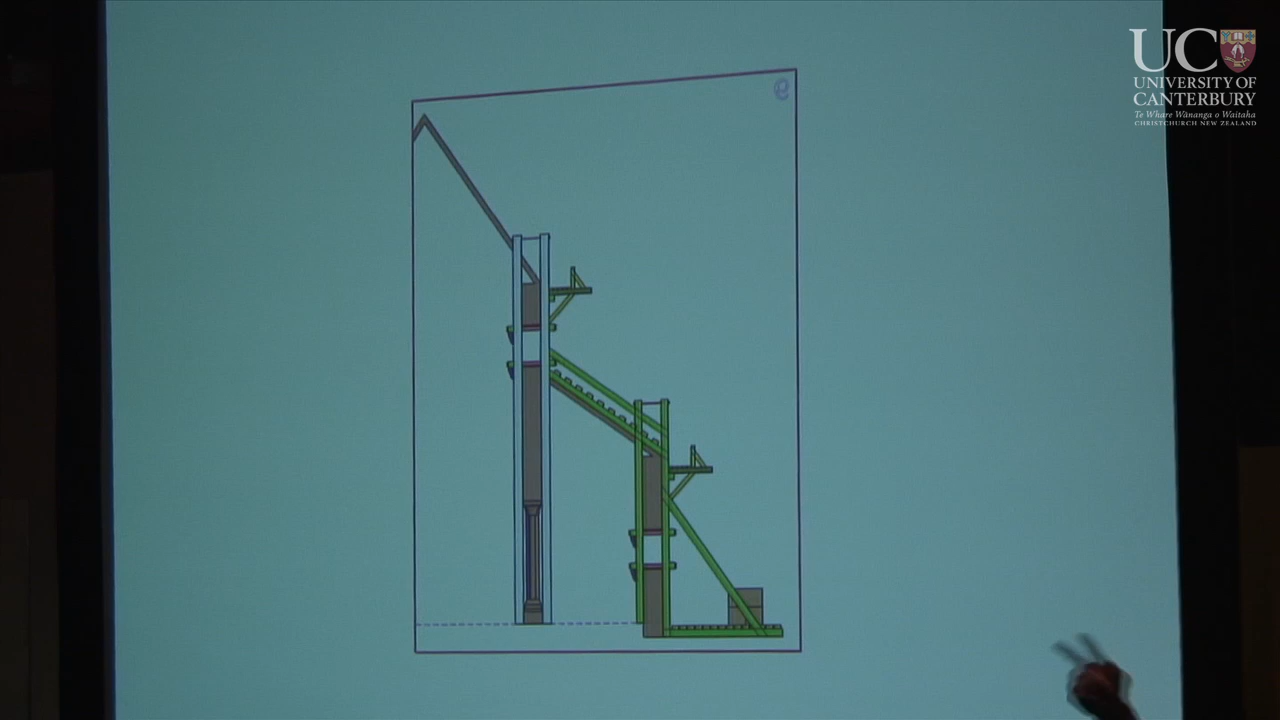 UC
UNIVERSITY OF
CANTERBURY
Te Whare Wānanga o Waitaha
CHRISTCHURCH NEW ZEALAND